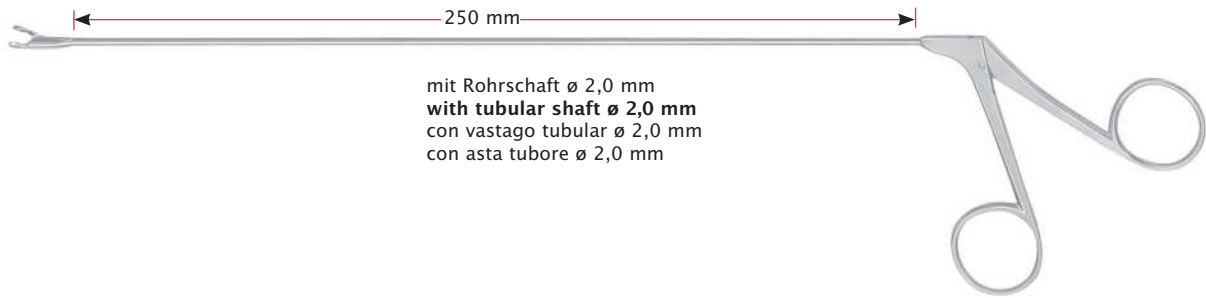 250 mm
mit Rohrschaft ø 2,0 mm
with tubular shaft ø 2,0 mm
con vastago tubular ø 2,0 mm
con asta tubore ø 2,0 mm